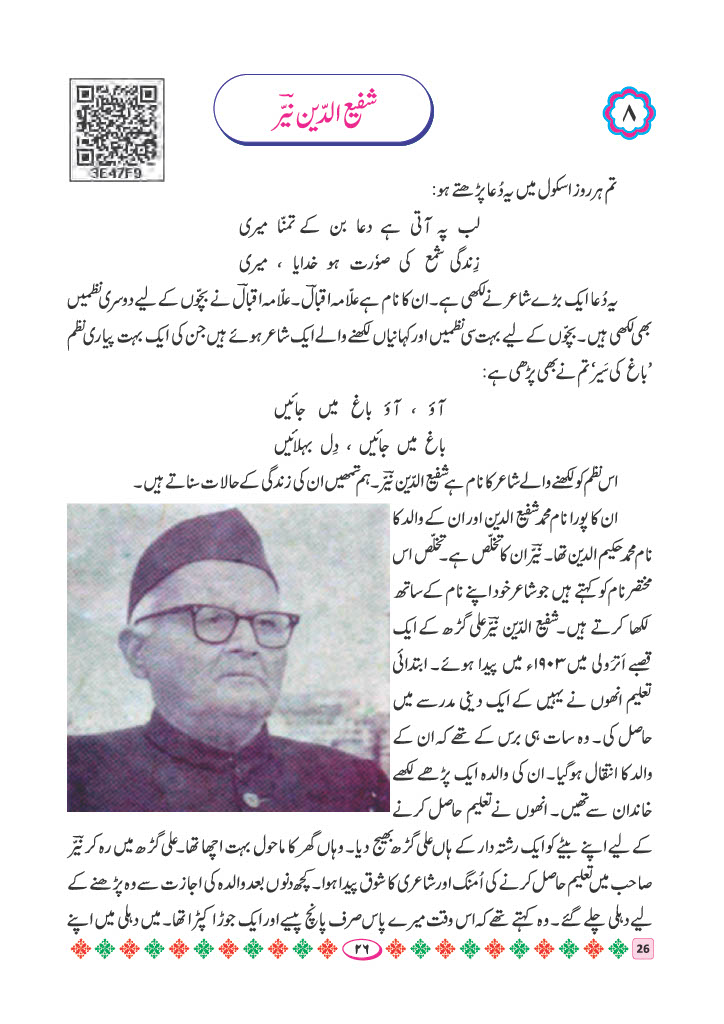 ۸
شفیع الدّین نیّرؔ
3E47F9
تم ہر روز اسکول میں یہ دُعا پڑھتے ہو:
لب پہ آتی ہے دعا بن کے تمنّا میری
زِندگی شمع کی صوٗرت ہو خدایا ، میری
یہ دُعا ایک بڑے شاعر نے لکھی ہے۔ ان کا نام ہے علّامہ اقبالؔ۔ علّامہ اقبالؔ نے بچّوں کے لیے دوسری نظمیں
بھی لکھی ہیں۔ بچّوں کے لیے بہت سی نظمیں اور کہانیاں لکھنے والے ایک شاعر ہوئے ہیں جن کی ایک بہت پیاری نظم
’باغ کی سَیر‘ تم نے بھی پڑھی ہے:
آؤ ، آؤ باغ میں جائیں
باغ میں جائیں ، دِل بہلائیں
اس نظم کو لکھنے والے شاعر کا نام ہے شفیع الدّین نیّرؔ۔ ہم تمھیں ان کی زندگی کے حالات سناتے ہیں۔
ان کا پورا نام محمد شفیع الدین اور ان کے والد کا
نام محمد حکیم الدین تھا۔ نیّرؔ ان کا تخلّص ہے۔ تخلّص اس
مختصر نام کو کہتے ہیں جو شاعر خود اپنے نام کے ساتھ
لکھا کرتے ہیں۔ شفیع الدّین نیّرؔ علی گڑھ کے ایک
قصبے اَترَولی میں ۱۹۰۳ء میں پیدا ہوئے۔ ابتدائی
تعلیم انھوں نے یہیں کے ایک دینی مدرسے میں
حاصل کی۔ وہ سات ہی برس کے تھے کہ ان کے
والد کا انتقال ہوگیا۔ ان کی والدہ ایک پڑھے لکھے
خاندان سے تھیں۔ انھوں نے تعلیم حاصل کرنے
کے لیے اپنے بیٹے کو ایک رشتہ دار کے ہاں علی گڑھ بھیج دیا۔ وہاں گھر کا ماحول بہت اچھا تھا۔ علی گڑھ میں رہ کر نیّرؔ
صاحب میں تعلیم حاصل کرنے کی اُمنگ اور شاعری کا شوق پیدا ہوا۔ کچھ دنوں بعد والدہ کی اجازت سے وہ پڑھنے کے
لیے دہلی چلے گئے۔ وہ کہتے تھے کہ اس وقت میرے پاس صرف پانچ پیسے اور ایک جوڑا کپڑا تھا۔ میں دہلی میں اپنے
۲۶
26